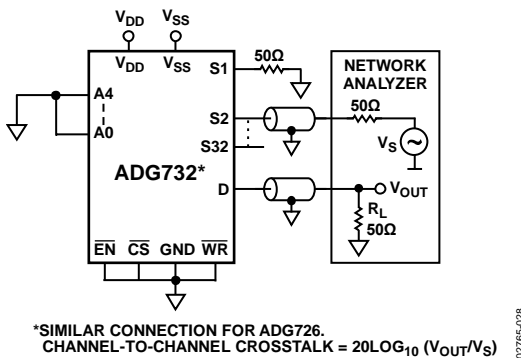 VDD VSS
VDD VSS
S1
50Ω
NETWORK
ANALYZER
A4
A0
S2
50Ω
VS
S32
ADG732*
D
VOUT
RL
50Ω
EN CS GND WR
*SIMILAR CONNECTION FOR ADG726.
CHANNEL-TO-CHANNEL CROSSTALK = 20LOG10 (VOUT/VS)
02765-028